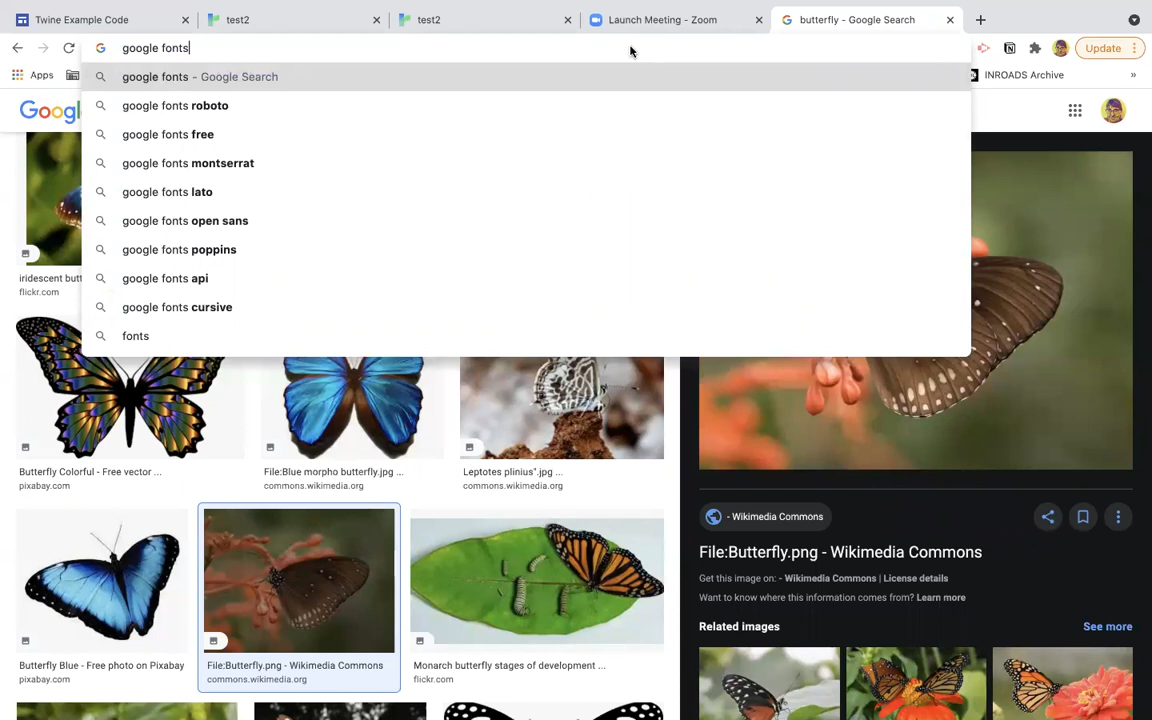 Twine Example Code
test2
test2
Launch Meeting - Zoom
butterfly - Google Search
google fonts
Update
Apps
INROADS Archive
»
google fonts - Google Search
google fonts roboto
google fonts free
google fonts montserrat
google fonts lato
google fonts open sans
google fonts poppins
google fonts api
google fonts cursive
fonts
flickr.com
Butterfly Colorful - Free vector ...
pixabay.com
File:Blue morpho butterfly.jpg ...
commons.wikimedia.org
Leptotes plinius".jpg ...
commons.wikimedia.org
- Wikimedia Commons
File:Butterfly.png - Wikimedia Commons
Get this image on: - Wikimedia Commons | License details
Want to know where this information comes from? Learn more
Related images
See more
Butterfly Blue - Free photo on Pixabay
pixabay.com
File:Butterfly.png - Wikimedia Commons
commons.wikimedia.org
Monarch butterfly stages of development ...
flickr.com